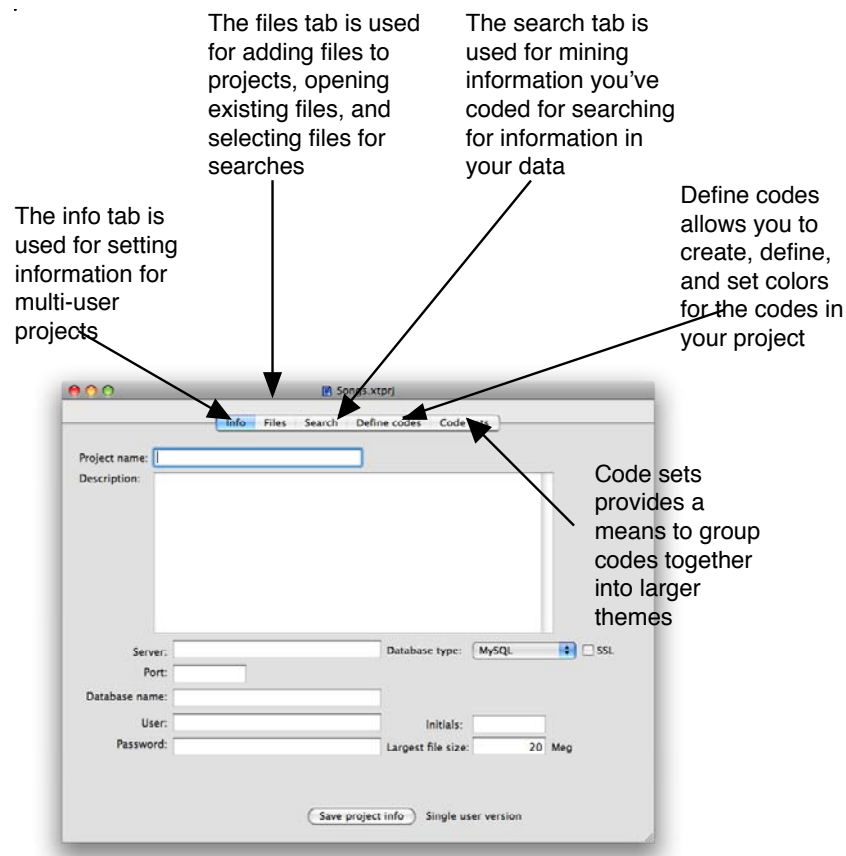 The files tab is used
for adding files to
projects, opening
existing files, and
selecting files for
searches
The search tab is
used for mining
information you've
coded for searching
for information in
your data
Define codes
allows you to
create, define,
and set colors
for the codes in
your project
The info tab is
used for setting
information for
multi-user
projects
Songs.xtprj
Info Files Search Define codes Code
Project name:
Description:
Code sets
provides a
means to group
codes together
into larger
themes
Server: Database type: MySQL SSL
Port:
Database name:
User: Initials:
Password: Largest file size: 20 Meg
Save project info Single user version